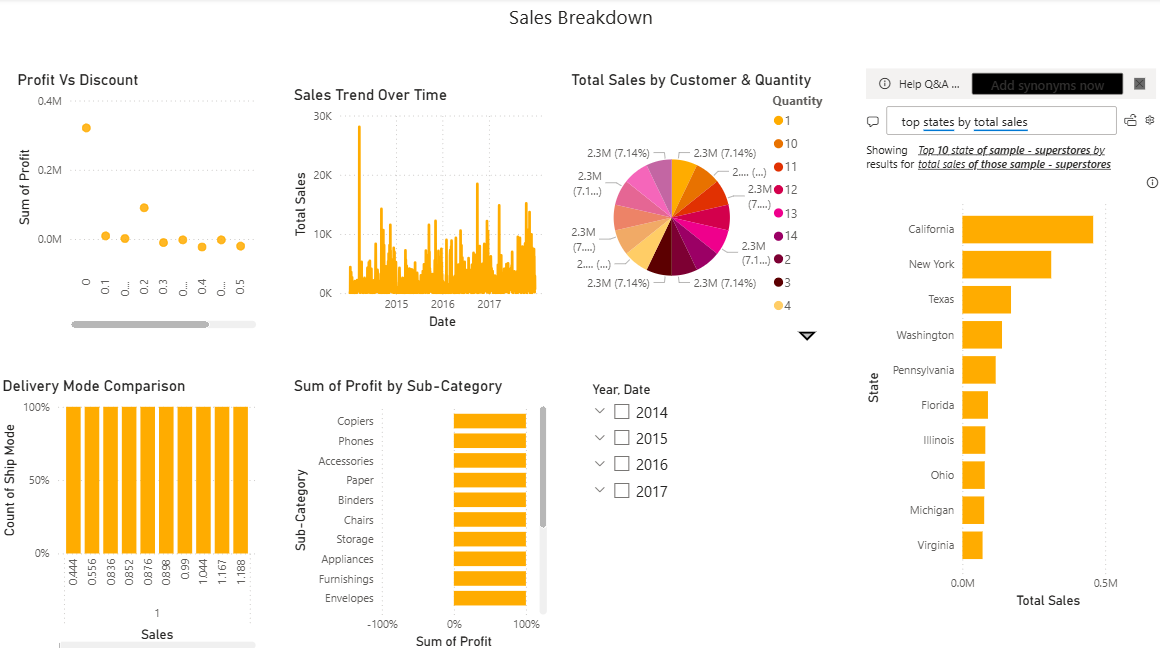 Sales Breakdown
Profit Vs Discount
0.4M
0.2M
0.0M
Sum of Profit
0
0.1
0...
0.2
0.3
0...
0.4
0...
0.5
Sales Trend Over Time
30K
20K
10K
0K
Total Sales
2015
2016
2017
Date
Total Sales by Customer & Quantity
Quantity
1
10
11
12
13
14
2
3
4
2.3M (7.14%)
2.... (...)
2.3M
(7....)
2.3M
(7.1...)
2.3M (7.14%)
2.3M (7.14%)
2.... (...)
2.3M
(7....)
2.3M
(7.1...)
2.3M (7.14%)
Help Q&A ...
Add synonyms now
top states by total sales
Showing
results for
Top 10 state of sample - superstores by
total sales of those sample - superstores
State
California
New York
Texas
Washington
Pennsylvania
Florida
Illinois
Ohio
Michigan
Virginia
0.0M
0.5M
Total Sales
Delivery Mode Comparison
100%
50%
0%
Count of Ship Mode
0.444
0.556
0.836
0.852
0.876
0.898
0.99
1.044
1.167
1.188
1
Sales
Sum of Profit by Sub-Category
Sub-Category
Copiers
Phones
Accessories
Paper
Binders
Chairs
Storage
Appliances
Furnishings
Envelopes
-100%
0%
100%
Sum of Profit
Year, Date
2014
2015
2016
2017